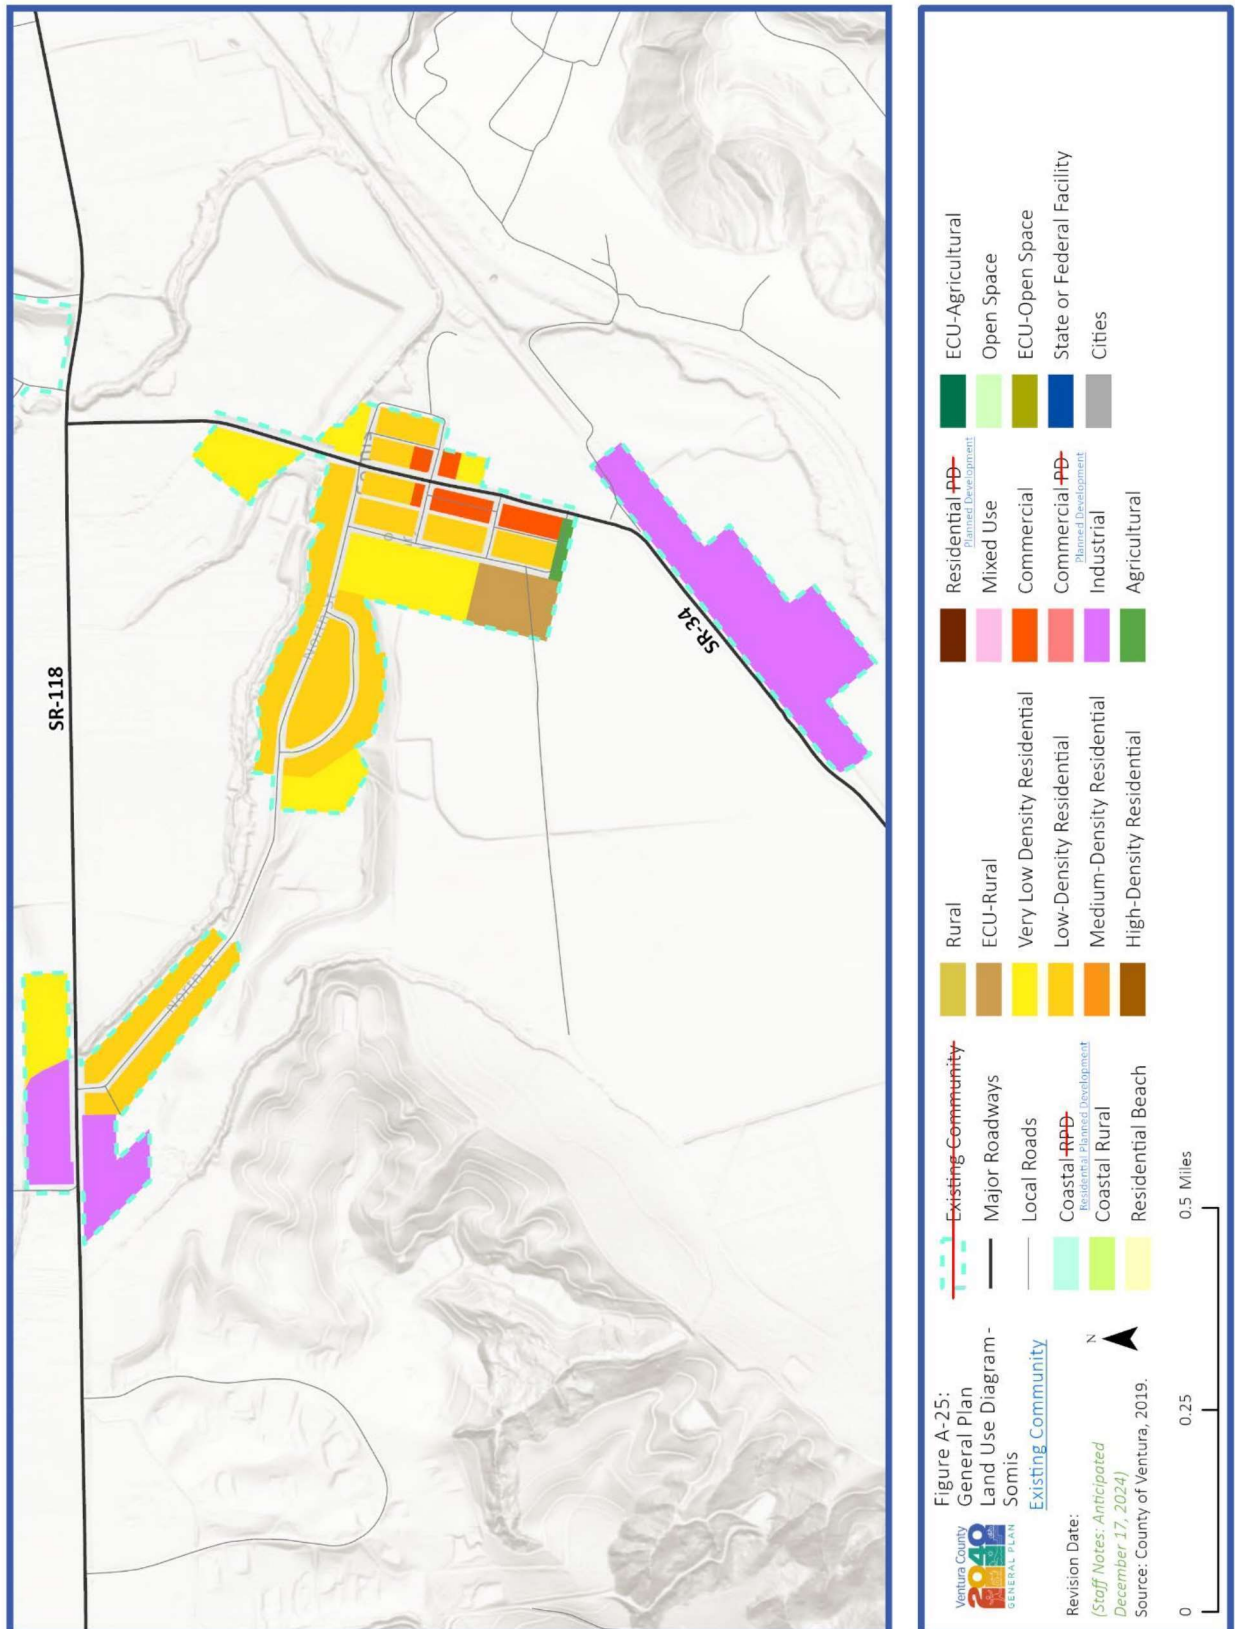 SR-118
SR-34
Ventura County
2040
GENERAL PLAN
Figure A-25:
General Plan
Land Use Diagram-
Somis
Existing Community
Revision Date:
(Staff Notes: Anticipated
December 17, 2024)
Source: County of Ventura, 2019.
N
0
0.25
0.5 Miles
Existing Community
Major Roadways
Local Roads
Coastal RPD
Residential Planned Development
Coastal Rural
Residential Beach
Rural
ECU-Rural
Very Low Density Residential
Low-Density Residential
Medium-Density Residential
High-Density Residential
Residential PD
Planned Development
Mixed Use
Commercial
Commercial PD
Planned Development
Industrial
Agricultural
ECU-Agricultural
Open Space
ECU-Open Space
State or Federal Facility
Cities